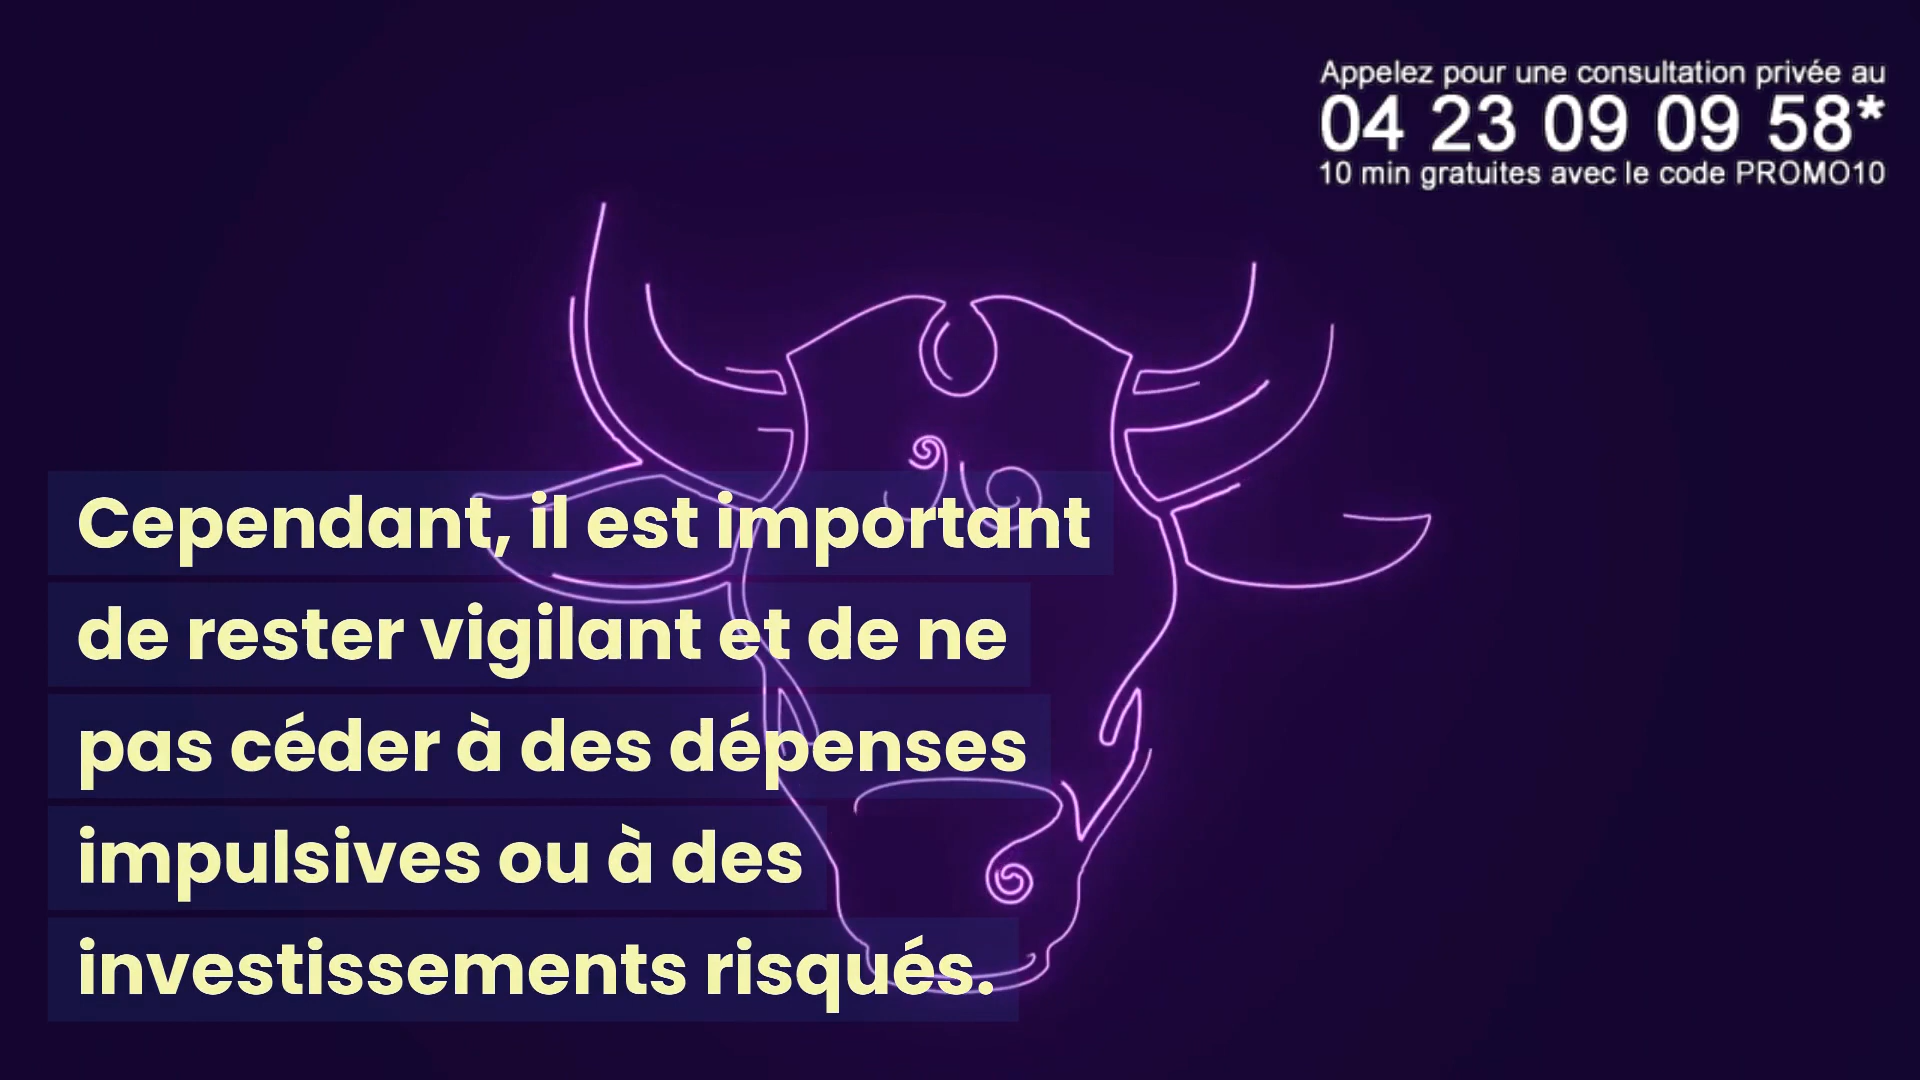 Appelez pour une consultation privée au
04 23 09 09 58*
10 min gratuites avec le code PROMO10
Cependant, il est important
de rester vigilant et de ne
pas céder à des dépenses
impulsives ou à des
investissements risqués.